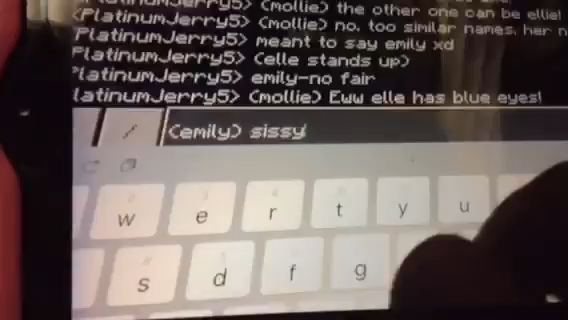 PlatinumJerry5> (mollie) the other one can be ellie!
<PlatinumJerry5> (mollie) no, too similar names, her n
PlatinumJerry5> meant to say emily xd
PlatinumJerry5> (elle stands up)
latinumJerry5> emily-no fair
latinumJerry5> (mollie) Eww elle has blue eyes!
/ (emily) sissy
w e r t y u
s d f g